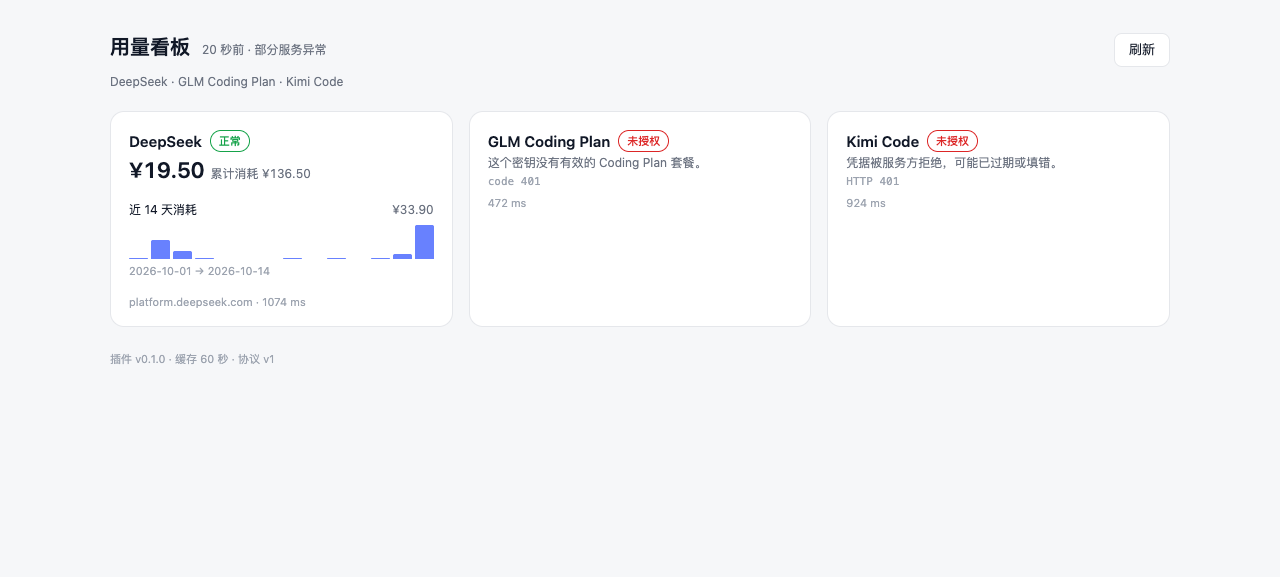 用量看板 20 秒前 · 部分服务异常
刷新
DeepSeek · GLM Coding Plan · Kimi Code
DeepSeek 正常
¥19.50 累计消耗 ¥136.50
近 14 天消耗 ¥33.90
2026-10-01 → 2026-10-14
platform.deepseek.com · 1074 ms
GLM Coding Plan 未授权
这个密钥没有有效的 Coding Plan 套餐。
code 401
472 ms
Kimi Code 未授权
凭据被服务方拒绝，可能已过期或填错。
HTTP 401
924 ms
插件 v0.1.0 · 缓存 60 秒 · 协议 v1